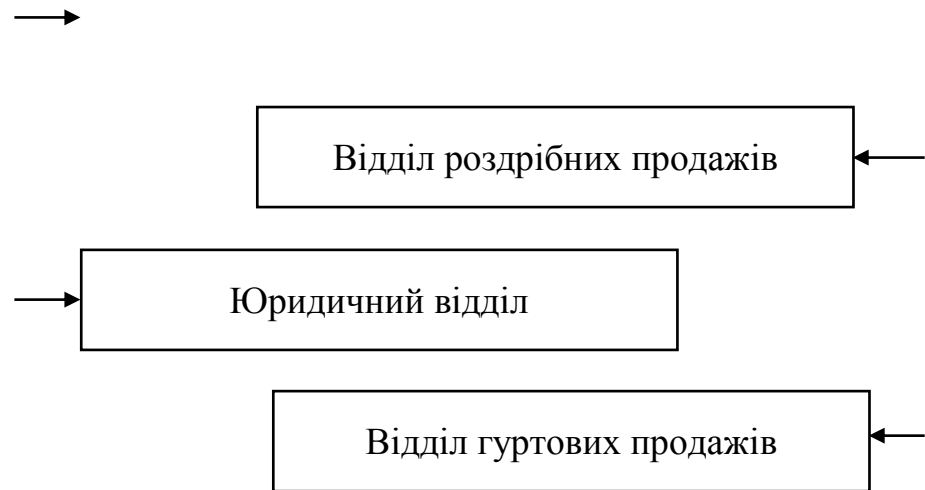 Відділ роздрібних продажів
Юридичний відділ
Відділ гуртових продажів